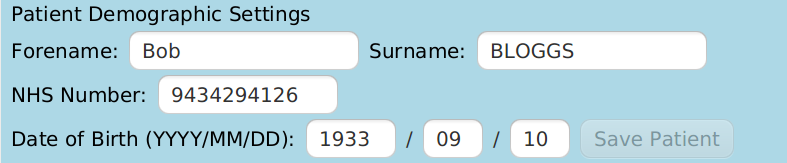 Patient Demographic Settings
Forename: Bob Surname: BLOGGS
NHS Number: 9434294126
Date of Birth (YYYY/MM/DD): 1933 / 09 / 10 Save Patient